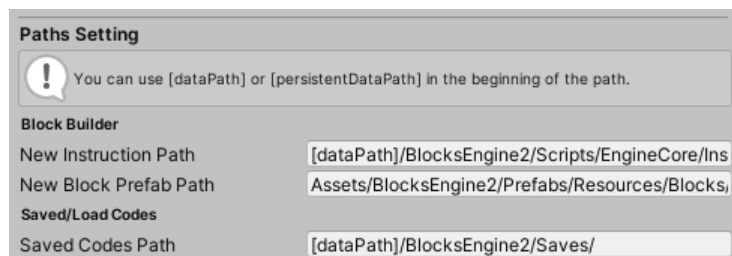 Paths Setting
You can use [dataPath] or [persistentDataPath] in the beginning of the path.
Block Builder
New Instruction Path [dataPath]/BlocksEngine2/Scripts/EngineCore/Ins
New Block Prefab Path Assets/BlocksEngine2/Prefabs/Resources/Blocks/
Saved/Load Codes
Saved Codes Path [dataPath]/BlocksEngine2/Saves/